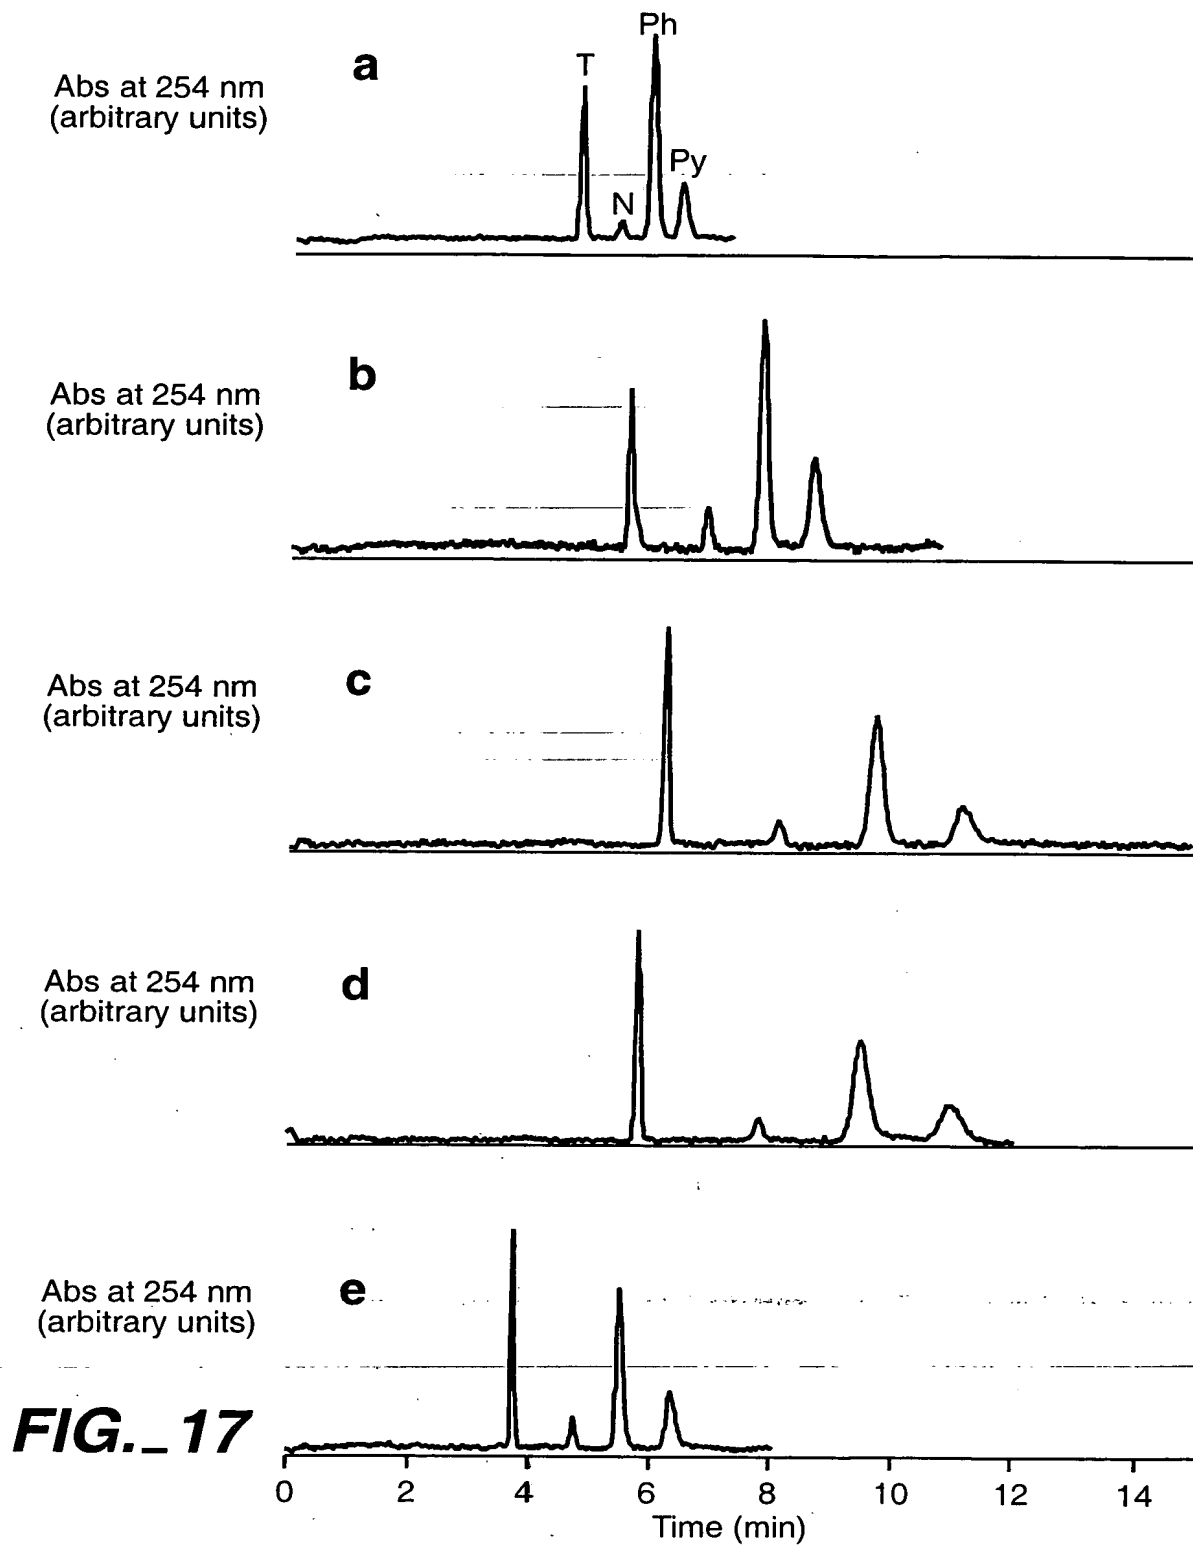 Ph
T
a
Abs at 254 nm
(arbitrary units)
Py
N
b
Abs at 254 nm
(arbitrary units)
c
Abs at 254 nm
(arbitrary units)
d
Abs at 254 nm
(arbitrary units)
e
Abs at 254 nm
(arbitrary units)
FIG._17
0 2 4 6 8 10 12 14
Time (min)